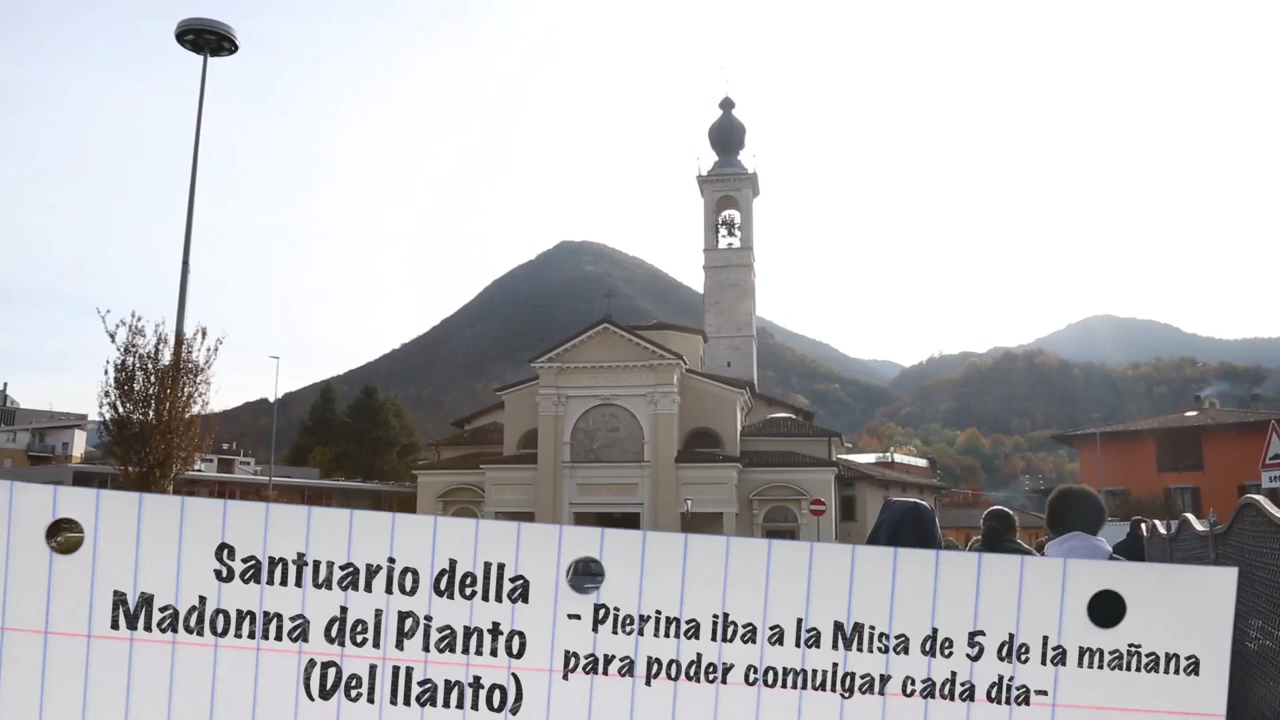 Santuario della
Madonna del Pianto
(Del llanto)
- Pierina iba a la Misa de 5 de la mañana
para poder comulgar cada día-